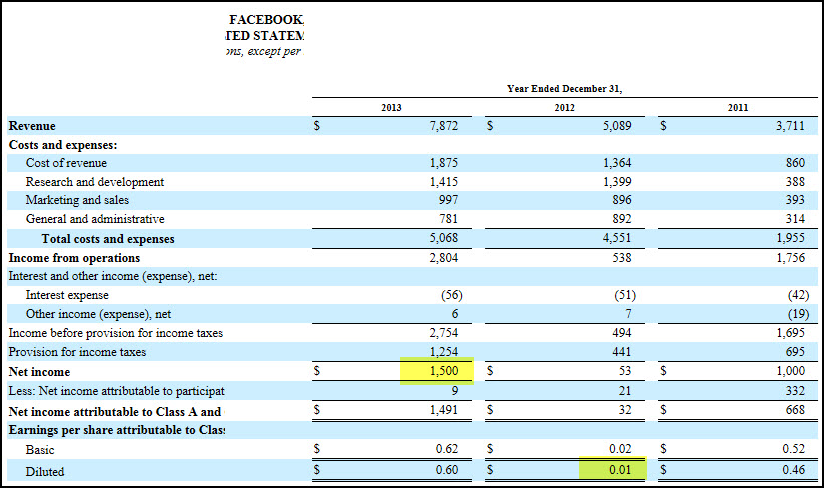 FACEBOOK,
TED STATEM
ons, except per
Year Ended December 31,
2013 2012 2011
Revenue $ 7,872 $ 5,089 $ 3,711
Costs and expenses:
Cost of revenue 1,875 1,364 860
Research and development 1,415 1,399 388
Marketing and sales 997 896 393
General and administrative 781 892 314
Total costs and expenses 5,068 4,551 1,955
Income from operations 2,804 538 1,756
Interest and other income (expense), net:
Interest expense (56) (51) (42)
Other income (expense), net 6 7 (19)
Income before provision for income taxes 2,754 494 1,695
Provision for income taxes 1,254 441 695
Net income $ 1,500 $ 53 $ 1,000
Less: Net income attributable to participat 9 21 332
Net income attributable to Class A and $ 1,491 $ 32 $ 668
Earnings per share attributable to Class
Basic $ 0.62 $ 0.02 $ 0.52
Diluted $ 0.60 $ 0.01 $ 0.46